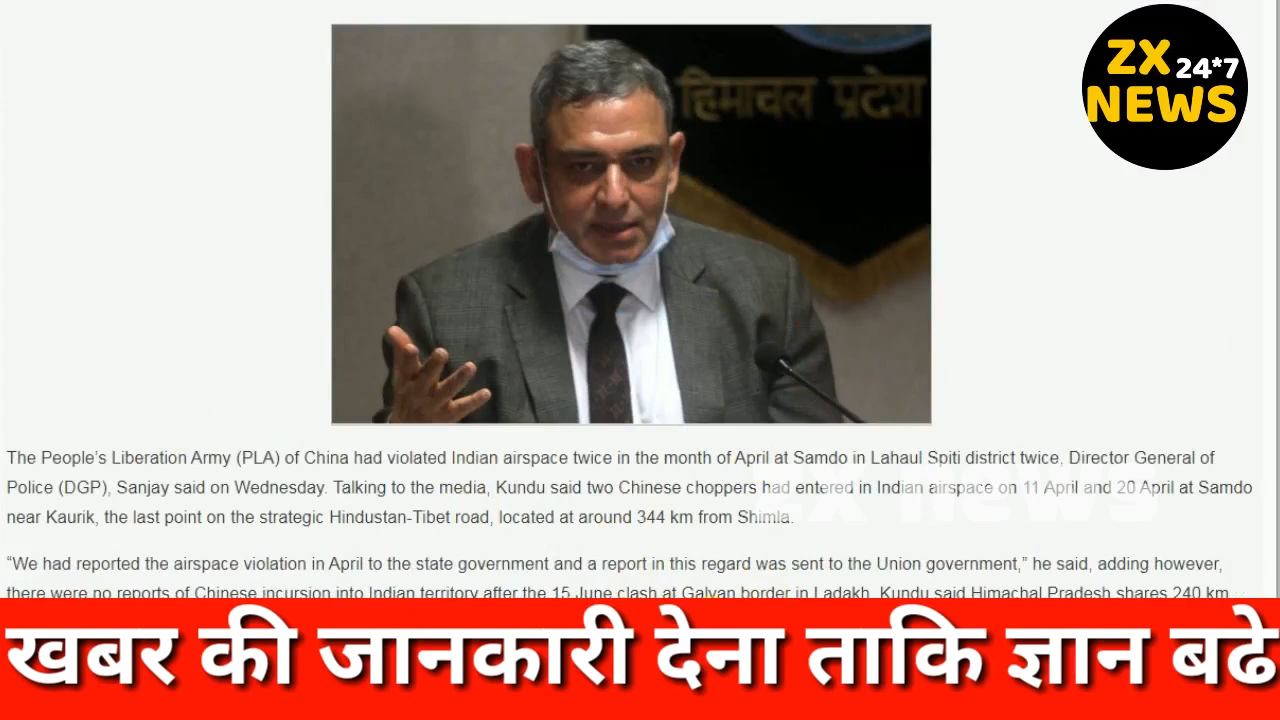 ZX 24*7
NEWS
हिमाचल प्रदेश
The People’s Liberation Army (PLA) of China had violated Indian airspace twice in the month of April at Samdo in Lahaul Spiti district twice, Director General of
Police (DGP), Sanjay said on Wednesday. Talking to the media, Kundu said two Chinese choppers had entered in Indian airspace on 11 April and 20 April at Samdo
near Kaurik, the last point on the strategic Hindustan-Tibet road, located at around 344 km from Shimla.
zx news
“We had reported the airspace violation in April to the state government and a report in this regard was sent to the Union government,” he said, adding however,
there were no reports of Chinese incursion into Indian territory after the 15 June clash at Galvan border in Ladakh. Kundu said Himachal Pradesh shares 240 km
खबर की जानकारी देना ताकि ज्ञान बढे